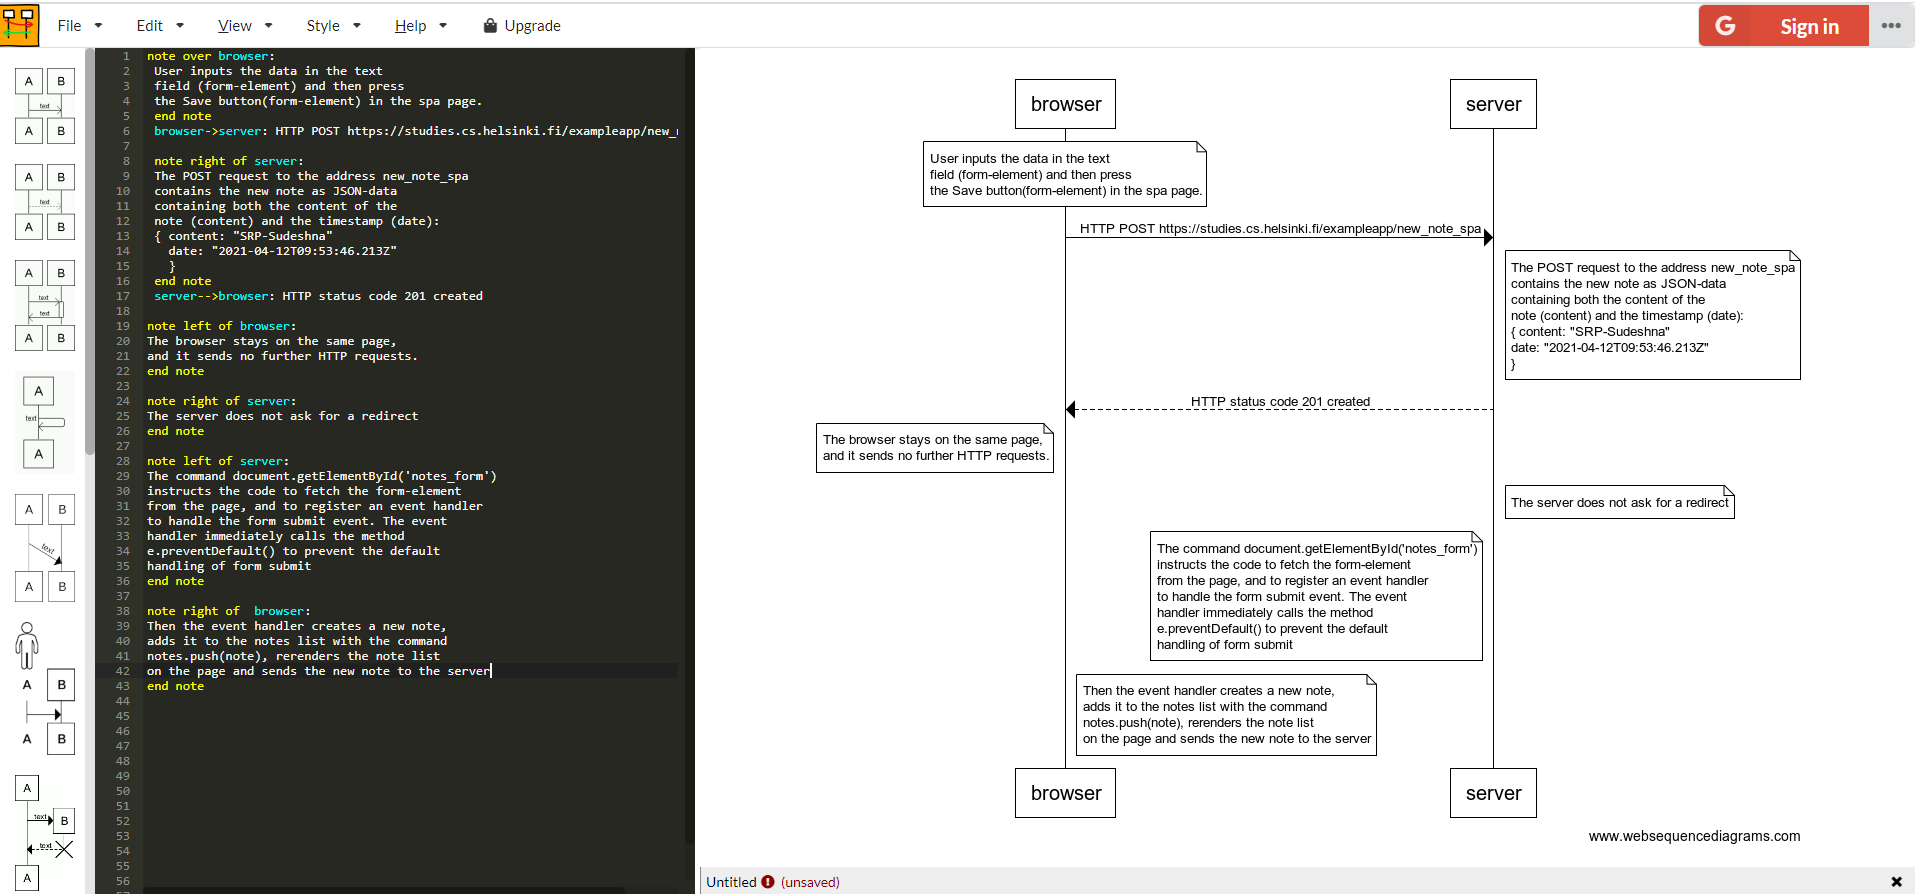 File
Edit
View
Style
Help
Upgrade
G Sign in
A B
text
A B
A B
text
A B
A B
text
text
A B
A
text
A
A B
text
A B
A B
A B
A
text B
text
A
1 note over browser:
2 User inputs the data in the text
3 field (form-element) and then press
4 the Save button(form-element) in the spa page.
5 end note
6 browser->server: HTTP POST https://studies.cs.helsinki.fi/exampleapp/new_
7
8 note right of server:
9 The POST request to the address new_note_spa
10 contains the new note as JSON-data
11 containing both the content of the
12 note (content) and the timestamp (date):
13 { content: "SRP-Sudeshna"
14 date: "2021-04-12T09:53:46.213Z"
15 }
16 end note
17 server-->browser: HTTP status code 201 created
18
19 note left of browser:
20 The browser stays on the same page,
21 and it sends no further HTTP requests.
22 end note
23
24 note right of server:
25 The server does not ask for a redirect
26 end note
27
28 note left of server:
29 The command document.getElementById('notes_form')
30 instructs the code to fetch the form-element
31 from the page, and to register an event handler
32 to handle the form submit event. The event
33 handler immediately calls the method
34 e.preventDefault() to prevent the default
35 handling of form submit
36 end note
37
38 note right of  browser:
39 Then the event handler creates a new note,
40 adds it to the notes list with the command
41 notes.push(note), rerenders the note list
42 on the page and sends the new note to the server
43 end note
44
45
46
47
48
49
50
51
52
53
54
55
56
browser
server
User inputs the data in the text
field (form-element) and then press
the Save button(form-element) in the spa page.
HTTP POST https://studies.cs.helsinki.fi/exampleapp/new_note_spa
The POST request to the address new_note_spa
contains the new note as JSON-data
containing both the content of the
note (content) and the timestamp (date):
{ content: "SRP-Sudeshna"
date: "2021-04-12T09:53:46.213Z"
}
HTTP status code 201 created
The browser stays on the same page,
and it sends no further HTTP requests.
The server does not ask for a redirect
The command document.getElementById('notes_form')
instructs the code to fetch the form-element
from the page, and to register an event handler
to handle the form submit event. The event
handler immediately calls the method
e.preventDefault() to prevent the default
handling of form submit
Then the event handler creates a new note,
adds it to the notes list with the command
notes.push(note), rerenders the note list
on the page and sends the new note to the server
browser
server
www.websequencediagrams.com
Untitled (unsaved)